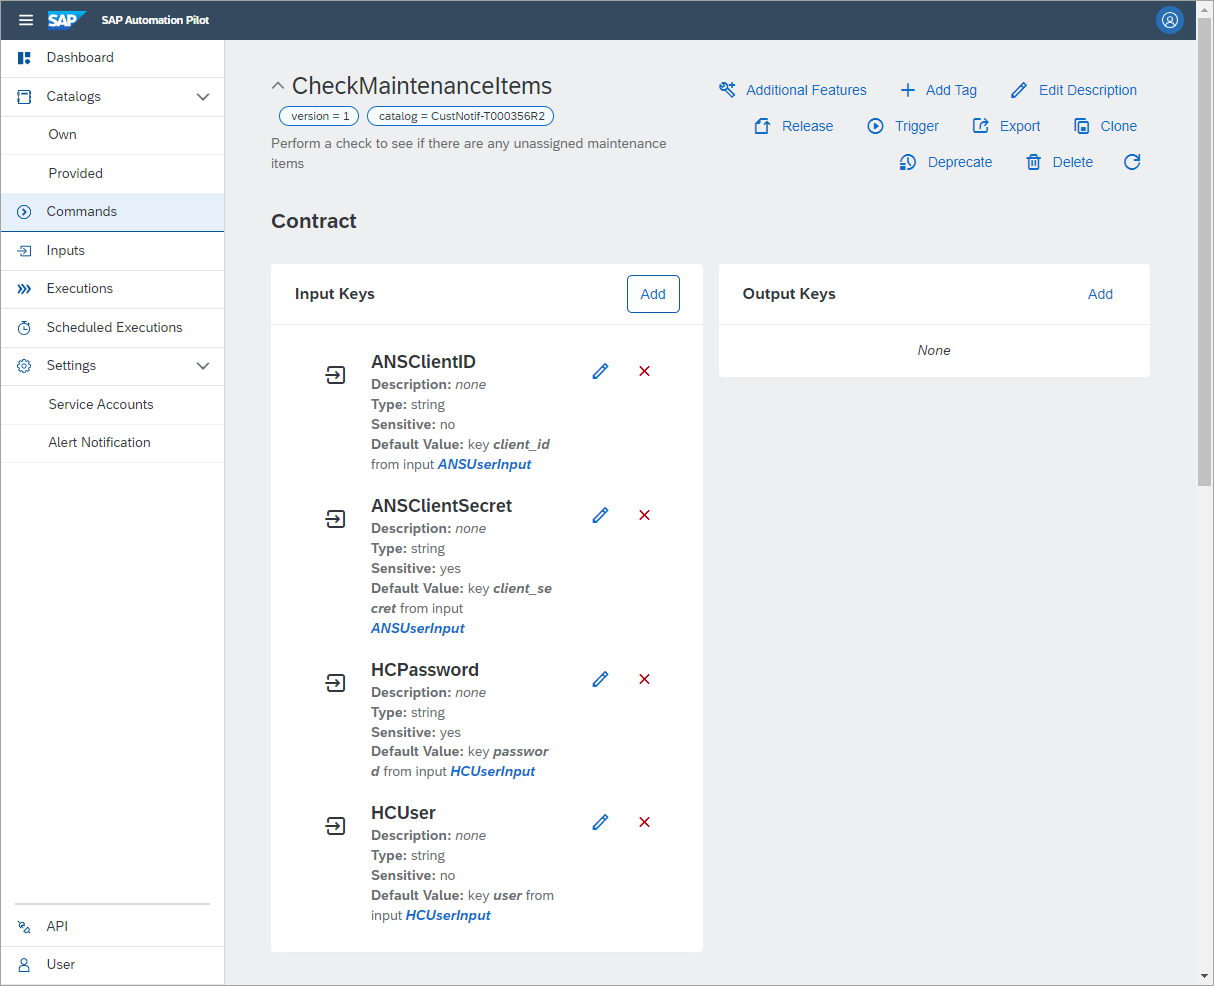 SAP SAP Automation Pilot
Dashboard
Catalogs
Own
Provided
Commands
Inputs
Executions
Scheduled Executions
Settings
Service Accounts
Alert Notification
API
User
CheckMaintenanceItems
version = 1 catalog = CustNotif-T000356R2
Perform a check to see if there are any unassigned maintenance
items
Additional Features Add Tag Edit Description
Release Trigger Export Clone
Deprecate Delete
Contract
Input Keys Add
ANSClientID
Description: none
Type: string
Sensitive: no
Default Value: key client_id
from input ANSUserInput
ANSClientSecret
Description: none
Type: string
Sensitive: yes
Default Value: key client_se
cret from input
ANSUserInput
HCPassword
Description: none
Type: string
Sensitive: yes
Default Value: key passwor
d from input HCUserInput
HCUser
Description: none
Type: string
Sensitive: no
Default Value: key user from
input HCUserInput
Output Keys Add
None